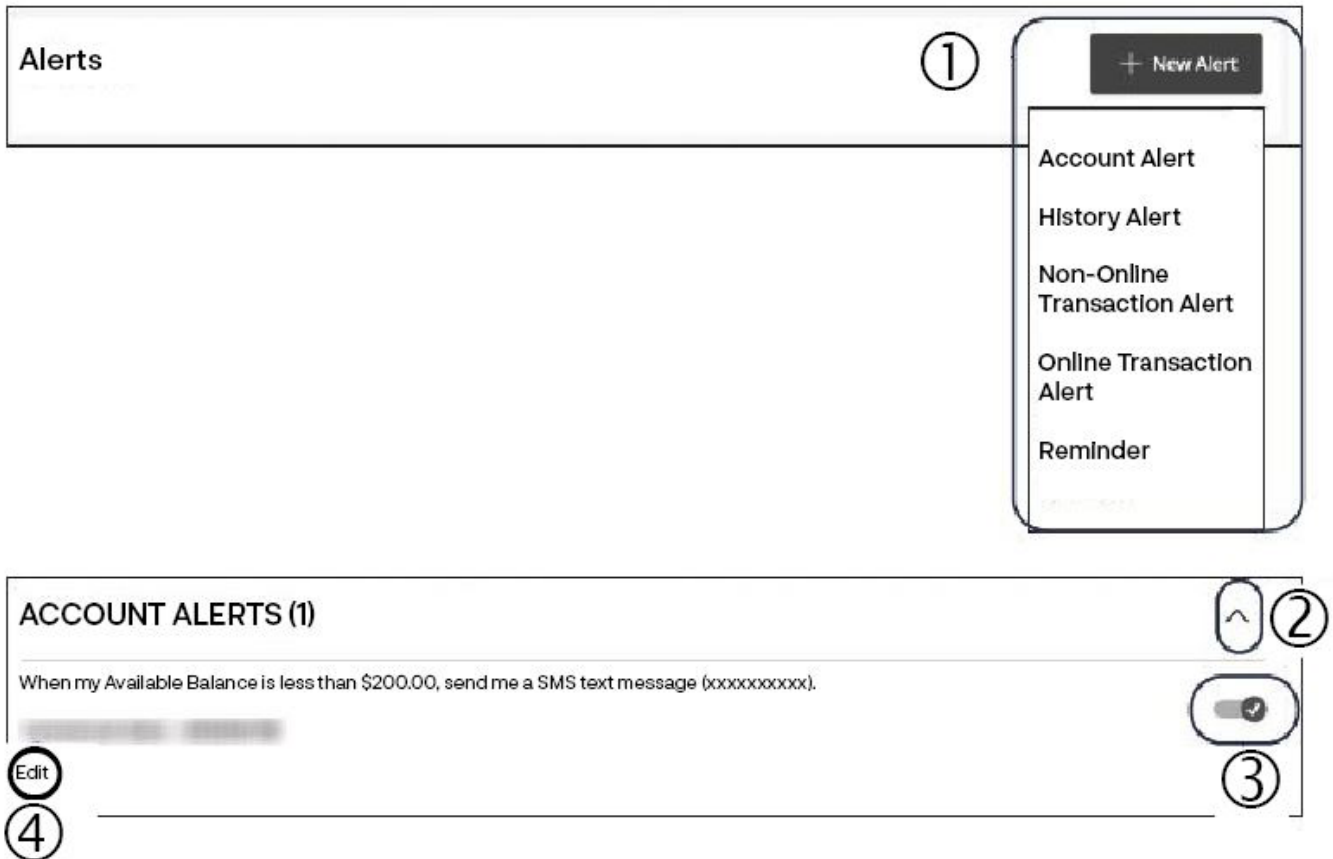 Alerts
①
+ New Alert
Account Alert
History Alert
Non-Online
Transaction Alert
Online Transaction
Alert
Reminder
ACCOUNT ALERTS (1)
②
When my Available Balance is less than $200.00, send me a SMS text message (xxxxxxxxxx).
③
Edit
④